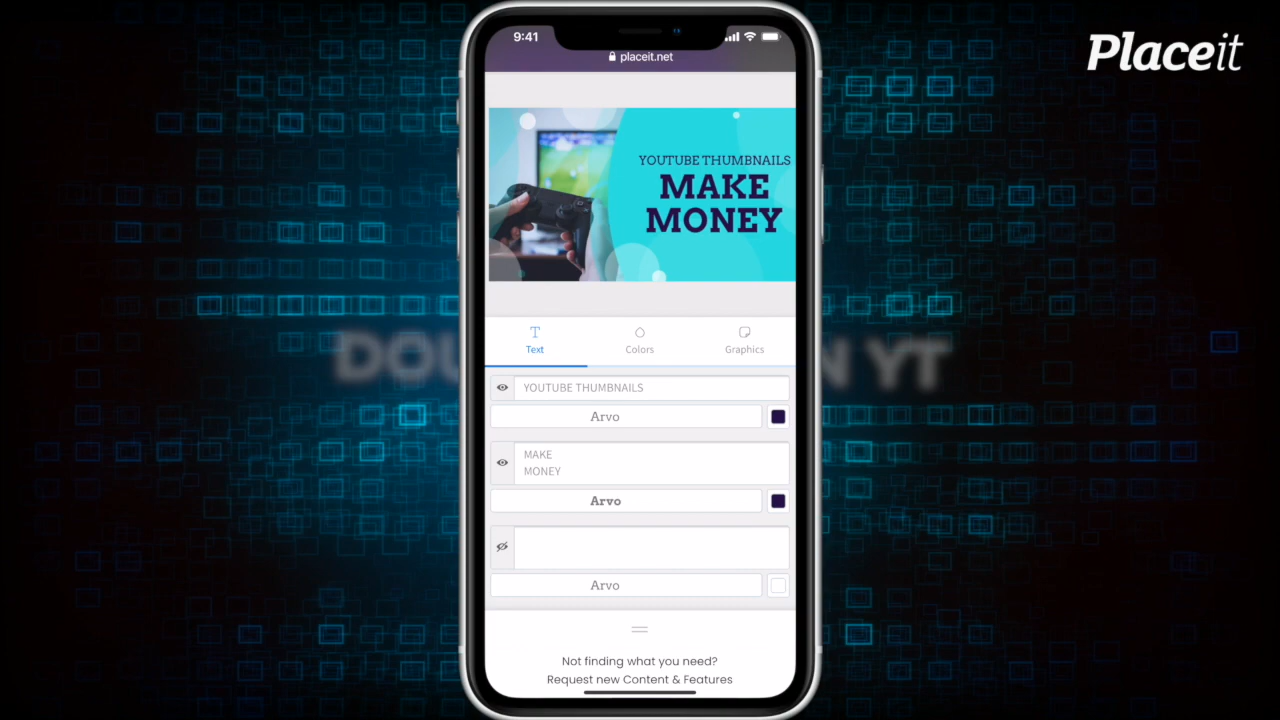 9:41
placeit.net
Placeit
YOUTUBE THUMBNAILS
MAKE
MONEY
Text
Colors
Graphics
YOUTUBE THUMBNAILS
Arvo
MAKE
MONEY
Arvo
Arvo
YT
Not finding what you need?
Request new Content & Features